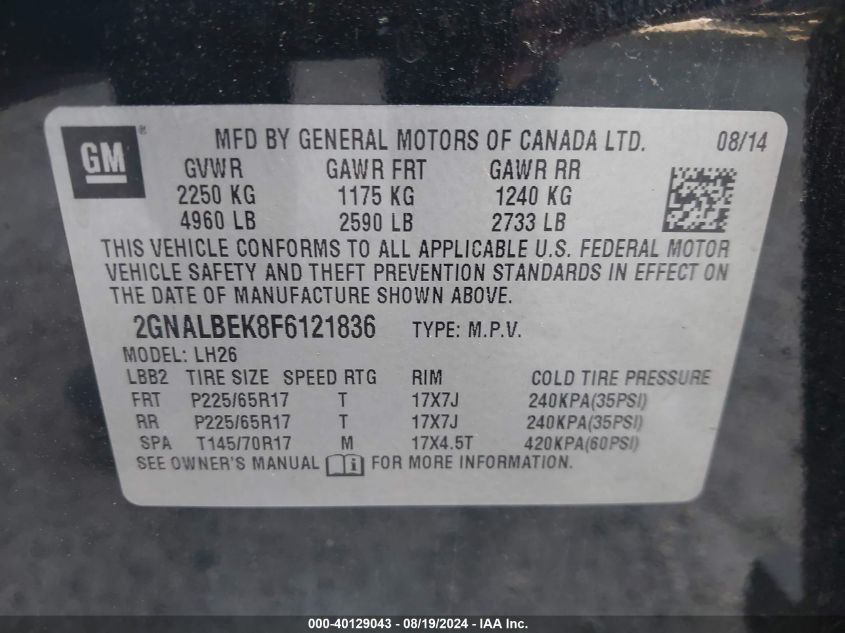 GM®
MFD BY GENERAL MOTORS OF CANADA LTD. 08/14
GVWR GAWR FRT GAWR RR
2250 KG 1175 KG 1240 KG
4960 LB 2590 LB 2733 LB
THIS VEHICLE CONFORMS TO ALL APPLICABLE U.S. FEDERAL MOTOR
VEHICLE SAFETY AND THEFT PREVENTION STANDARDS IN EFFECT ON
THE DATE OF MANUFACTURE SHOWN ABOVE.
2GNALBEK8F6121836 TYPE: M.P.V.
MODEL: LH26
LBB2 TIRE SIZE SPEED RTG RIM COLD TIRE PRESSURE
FRT P225/65R17 T 17X7J 240KPA(35PSI)
RR P225/65R17 T 17X7J 240KPA(35PSI)
SPA T145/70R17 M 17X4.5T 420KPA(60PSI)
SEE OWNER'S MANUAL FOR MORE INFORMATION.
000-40129043 - 08/19/2024 - IAA Inc.